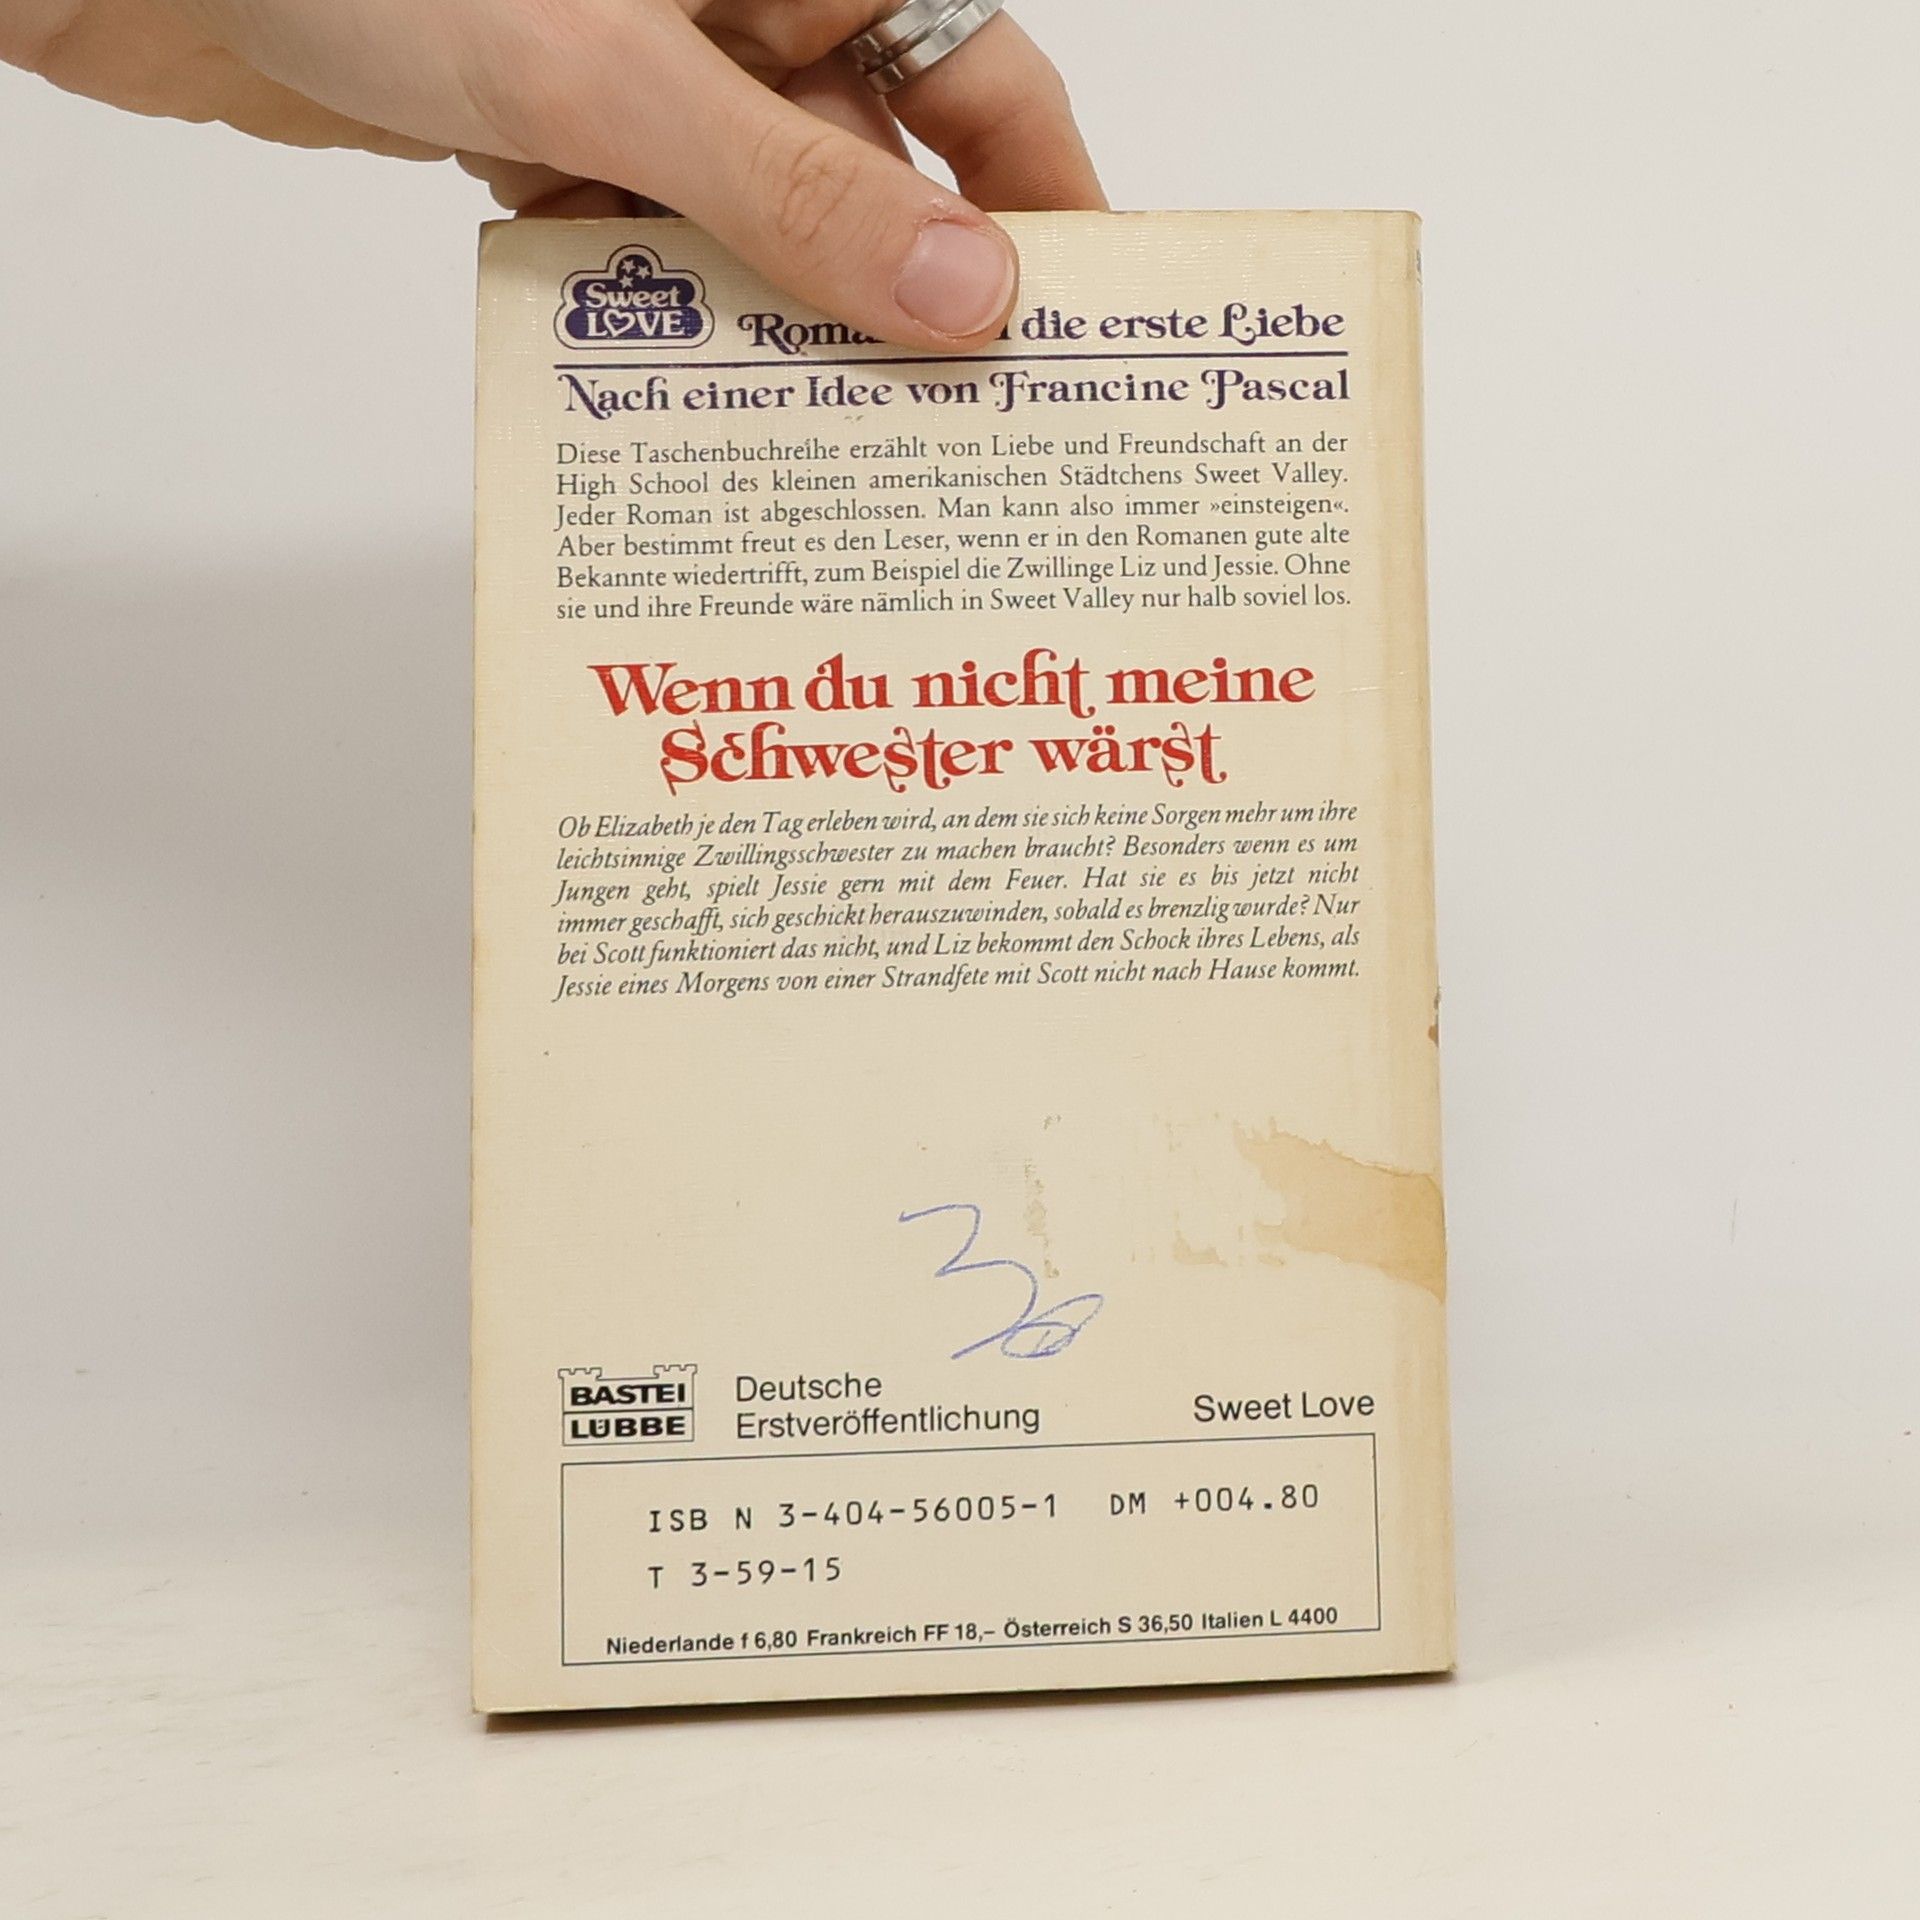 Sweet
LOVE
die erste Liebe
Nach einer Idee von Francine Pascal
Diese Taschenbuchreihe erzählt von Liebe und Freundschaft an der
High School des kleinen amerikanischen Städtchens Sweet Valley.
Jeder Roman ist abgeschlossen. Man kann also immer »einsteigen«.
Aber bestimmt freut es den Leser, wenn er in den Romanen gute alte
Bekannte wiedertrifft, zum Beispiel die Zwillinge Liz und Jessie. Ohne
sie und ihre Freunde wäre nämlich in Sweet Valley nur halb soviel los.
Wenn du nicht meine
Schwester wärst
Ob Elizabeth je den Tag erleben wird, an dem sie sich keine Sorgen mehr um ihre
leichtsinnige Zwillingsschwester zu machen braucht? Besonders wenn es um
Jungen geht, spielt Jessie gern mit dem Feuer. Hat sie es bis jetzt nicht
immer geschafft, sich geschickt herauszuwinden, sobald es brenzlig wurde? Nur
bei Scott funktioniert das nicht, und Liz bekommt den Schock ihres Lebens, als
Jessie eines Morgens von einer Strandfete mit Scott nicht nach Hause kommt.
BASTEI
LÜBBE
Deutsche
Erstveröffentlichung
Sweet Love
ISB N 3-404-56005-1 DM +004.80
T 3-59-15
Niederlande f 6,80 Frankreich FF 18,– Österreich S 36,50 Italien L 4400